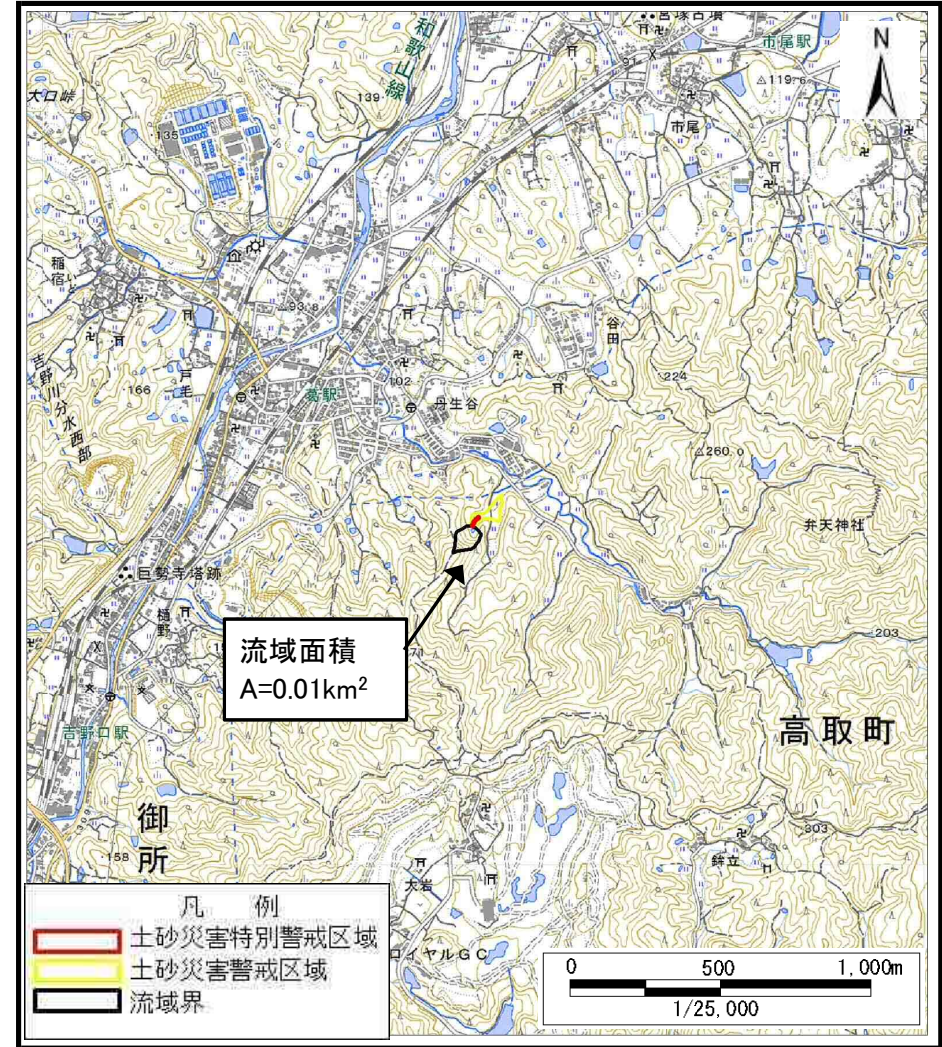 宮塚古墳
市尾駅
N
和歌山線
91
119.6
大口峠
139
135
市尾
稲宿
93.8
谷田
戸毛
166
102
224
吉野川分水西部
葛駅
丹生谷
260.0
弁天神社
巨勢寺塔跡
樋野
流域面積
A=0.01km²
203
吉野口駅
高取町
御所
158
303
鉾立
大岩
ロイヤルGC
凡 例
土砂災害特別警戒区域
土砂災害警戒区域
流域界
0 500 1,000m
1/25,000